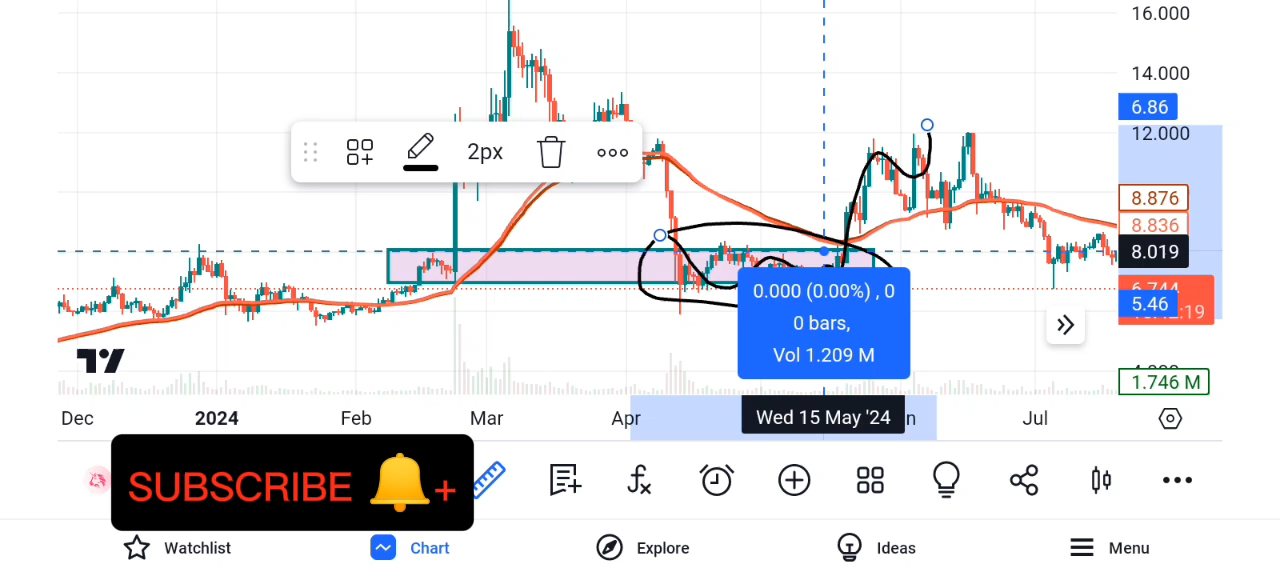 16.000
14.000
6.86
12.000
2px
8.876
8.836
8.019
6.744
5.46
0.000 (0.00%) , 0
0 bars,
Vol 1.209 M
1.746 M
Dec
2024
Feb
Mar
Apr
Wed 15 May '24
Jul
SUBSCRIBE +
Watchlist
Chart
Explore
Ideas
Menu